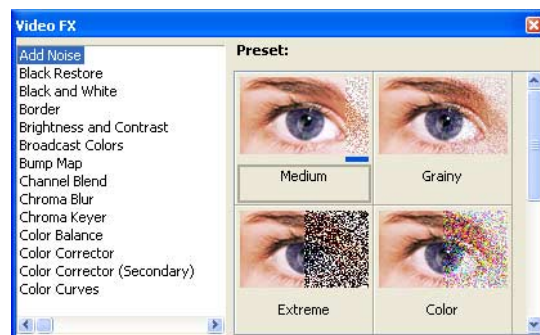 Video FX
Add Noise
Black Restore
Black and White
Border
Brightness and Contrast
Broadcast Colors
Bump Map
Channel Blend
Chroma Blur
Chroma Keyer
Color Balance
Color Corrector
Color Corrector (Secondary)
Color Curves
Preset:
Medium
Grainy
Extreme
Color